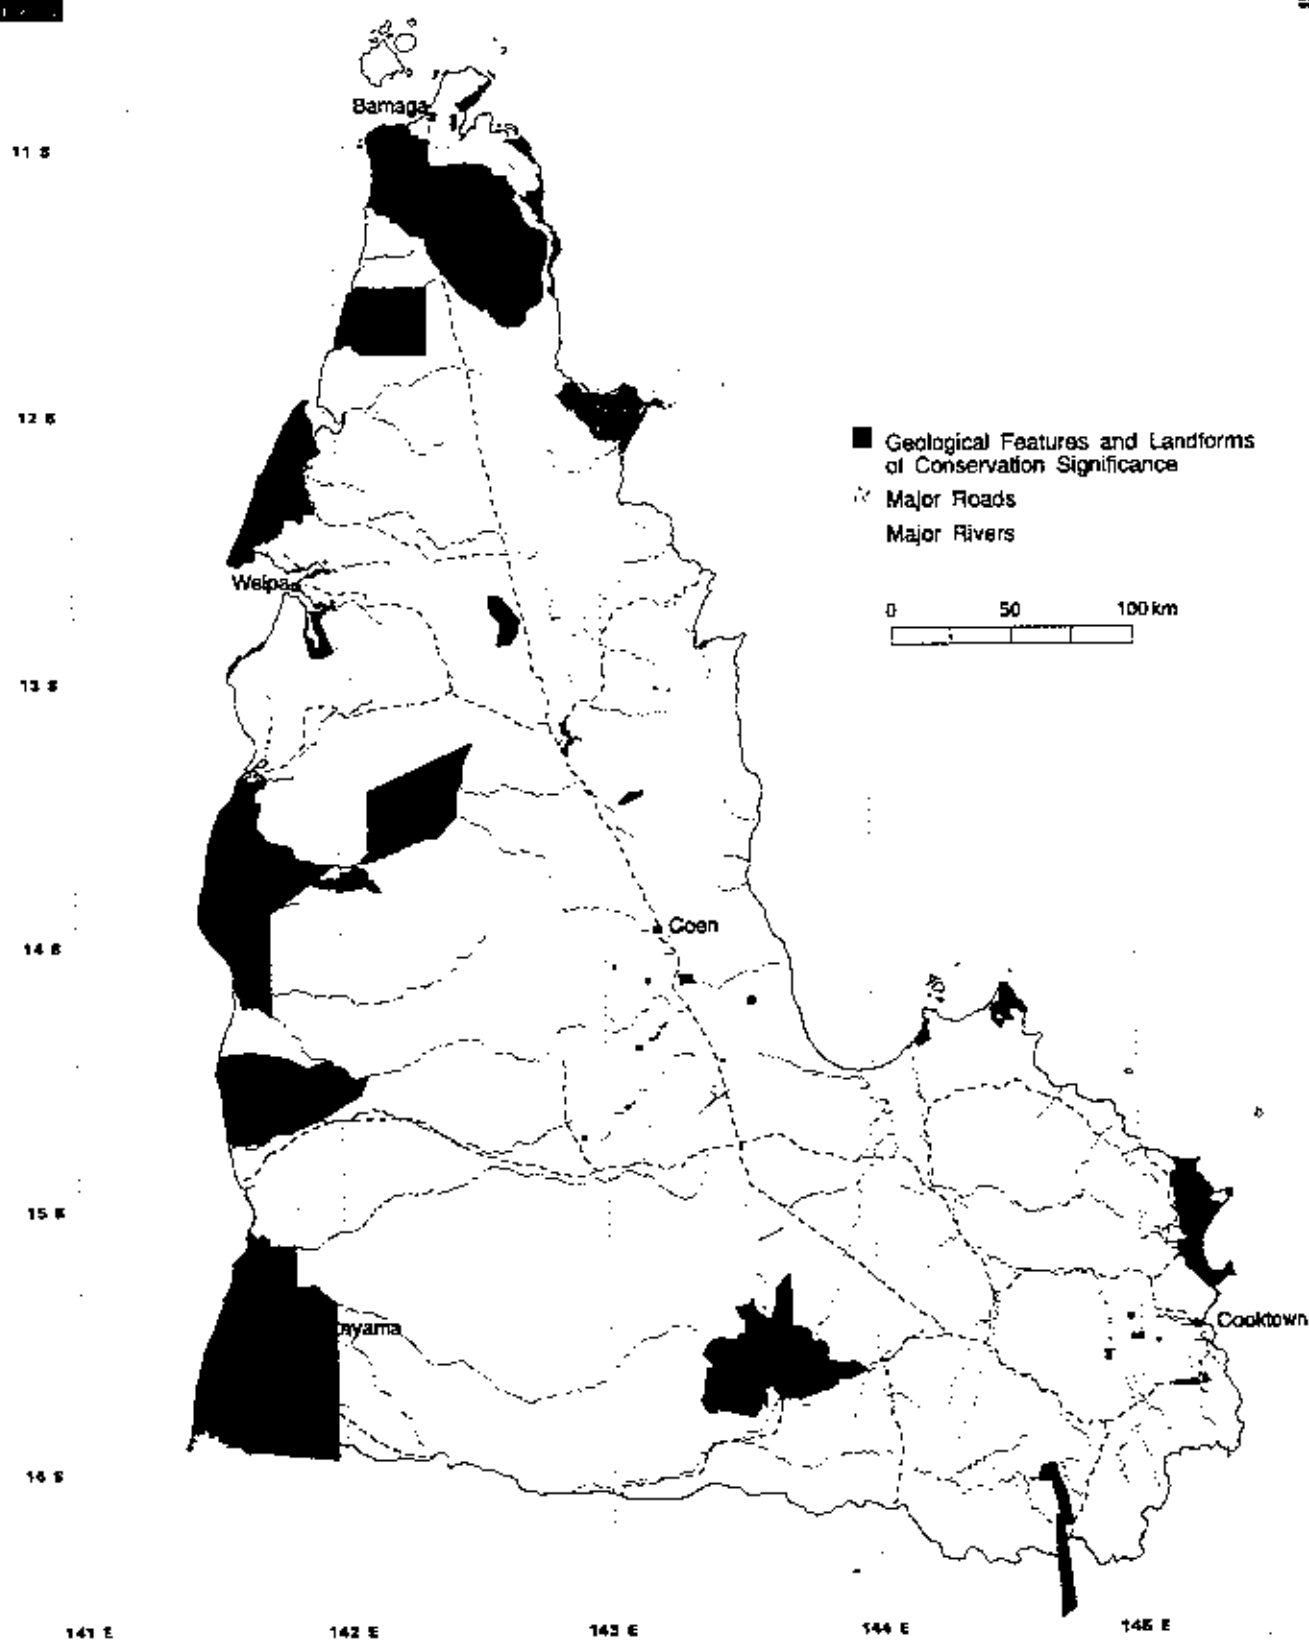 Bamaga
11 S
12 S
Geological Features and Landforms
of Conservation Significance
Major Roads
Major Rivers
Weipa
0 50 100 km
13 S
Coen
14 S
15 S
ayama
Cooktown
16 S
141 E 142 E 143 E 144 E 145 E